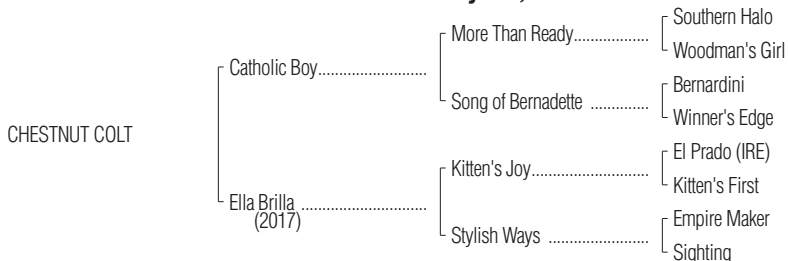 Southern Halo
More Than Ready..................
Woodman's Girl
Catholic Boy..........................
Bernardini
Song of Bernadette ..............
Winner's Edge
CHESTNUT COLT
El Prado (IRE)
Kitten's Joy............................
Kitten's First
Ella Brilla ..............................
(2017)
Empire Maker
Stylish Ways ........................
Sighting